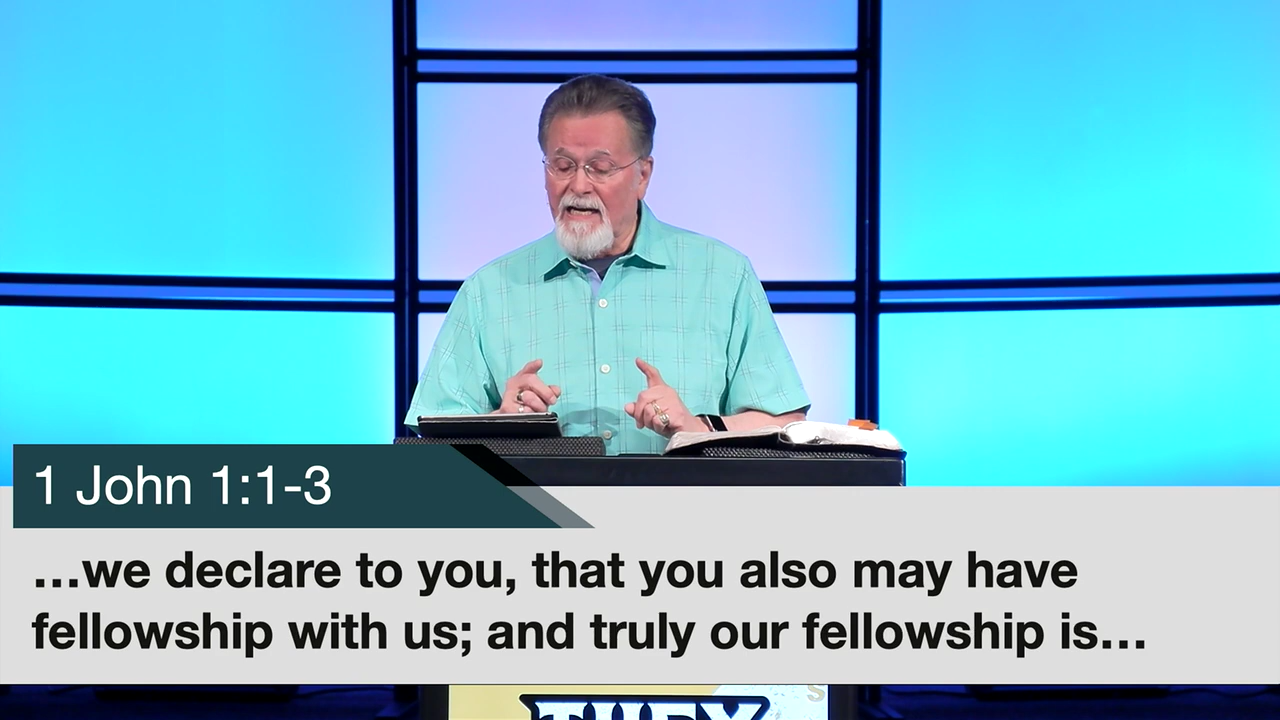 1 John 1:1-3
…we declare to you, that you also may have
fellowship with us; and truly our fellowship is…
THEY